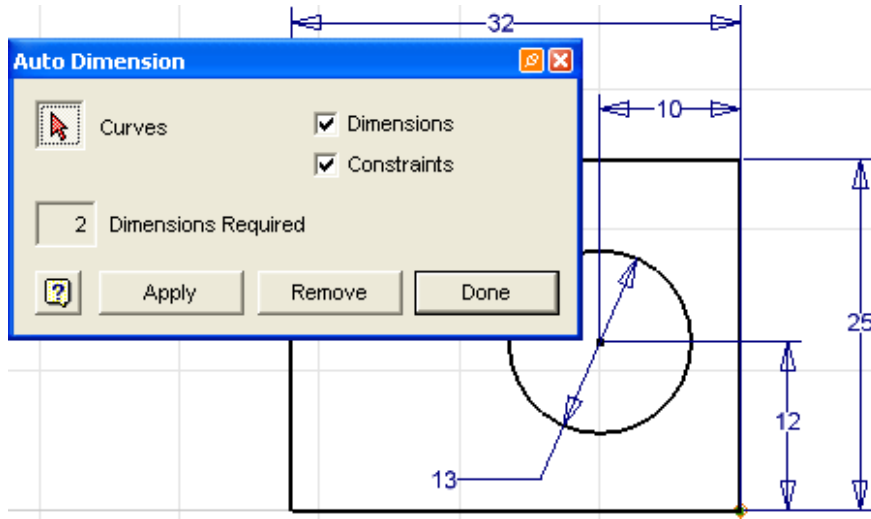 32
Auto Dimension
10
Curves
Dimensions
Constraints
2 Dimensions Required
? Apply Remove Done
25
12
13